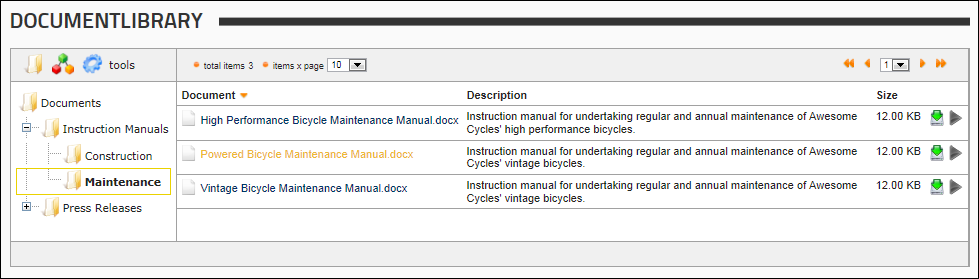 DOCUMENTLIBRARY
tools
total items 3 items x page 10
1
Documents
Instruction Manuals
Construction
Maintenance
Press Releases
Document Description Size
High Performance Bicycle Maintenance Manual.docx
Instruction manual for undertaking regular and annual maintenance of Awesome
Cycles' high performance bicycles.
12.00 KB
Powered Bicycle Maintenance Manual.docx
Instruction manual for undertaking regular and annual maintenance of Awesome
Cycles' vintage bicycles.
12.00 KB
Vintage Bicycle Maintenance Manual.docx
Instruction manual for undertaking regular and annual maintenance of Awesome
Cycles' vintage bicycles.
12.00 KB